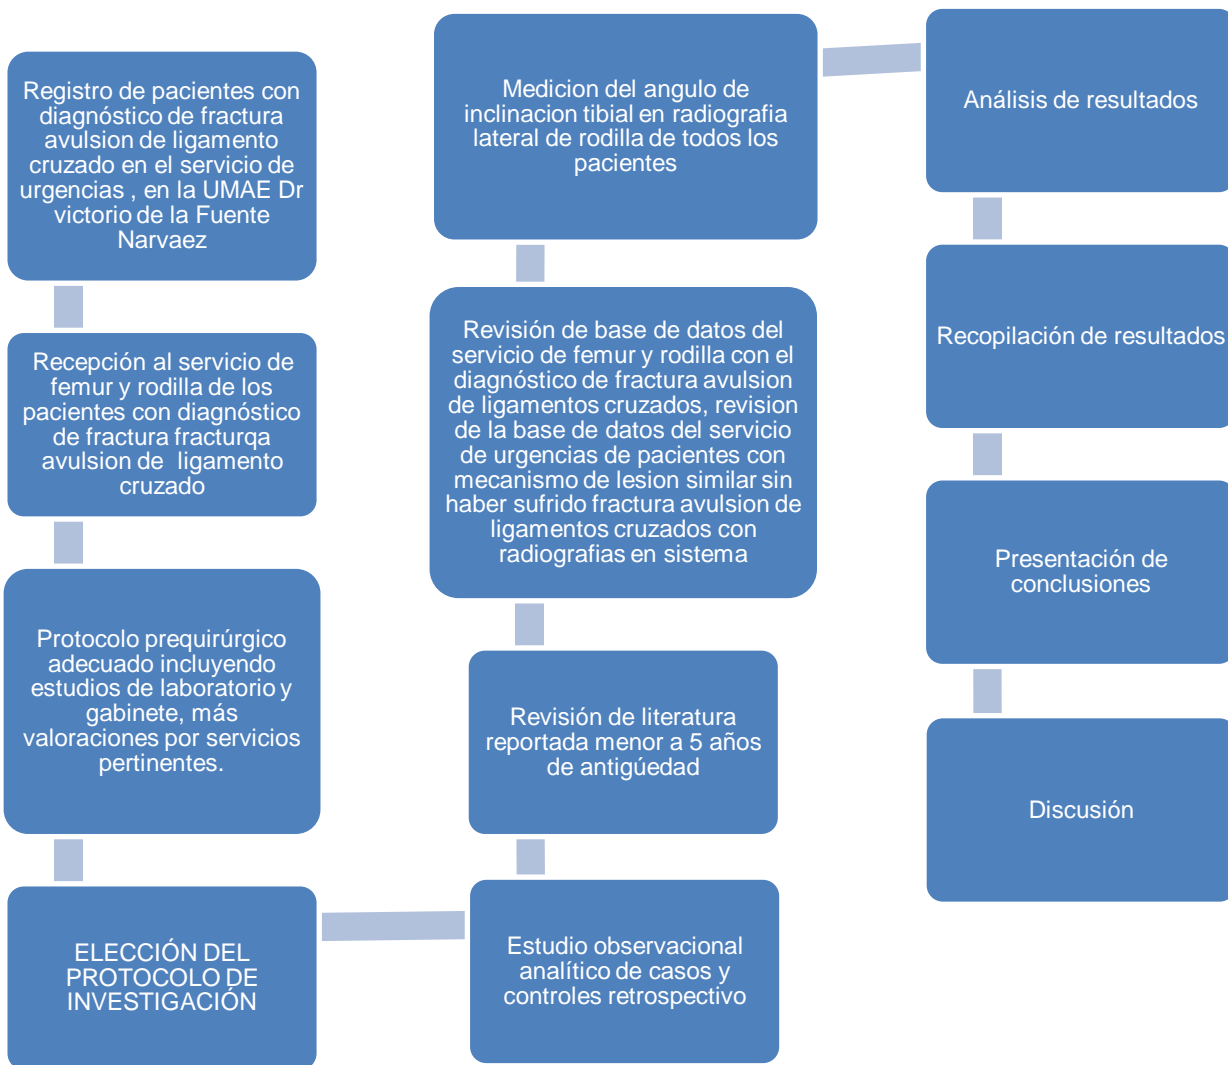 Registro de pacientes con
diagnóstico de fractura
avulsion de ligamento
cruzado en el servicio de
urgencias , en la UMAE Dr
victorio de la Fuente
Narvaez
Recepción al servicio de
femur y rodilla de los
pacientes con diagnóstico
de fractura fracturqa
avulsion de ligamento
cruzado
Protocolo prequirúrgico
adecuado incluyendo
estudios de laboratorio y
gabinete, más
valoraciones por servicios
pertinentes.
ELECCIÓN DEL
PROTOCOLO DE
INVESTIGACIÓN
Estudio observacional
analítico de casos y
controles retrospectivo
Revisión de literatura
reportada menor a 5 años
de antigúedad
Revisión de base de datos del
servicio de femur y rodilla con el
diagnóstico de fractura avulsion
de ligamentos cruzados, revision
de la base de datos del servicio
de urgencias de pacientes con
mecanismo de lesion similar sin
haber sufrido fractura avulsion de
ligamentos cruzados con
radiografias en sistema
Medicion del angulo de
inclinacion tibial en radiografia
lateral de rodilla de todos los
pacientes
Análisis de resultados
Recopilación de resultados
Presentación de
conclusiones
Discusión